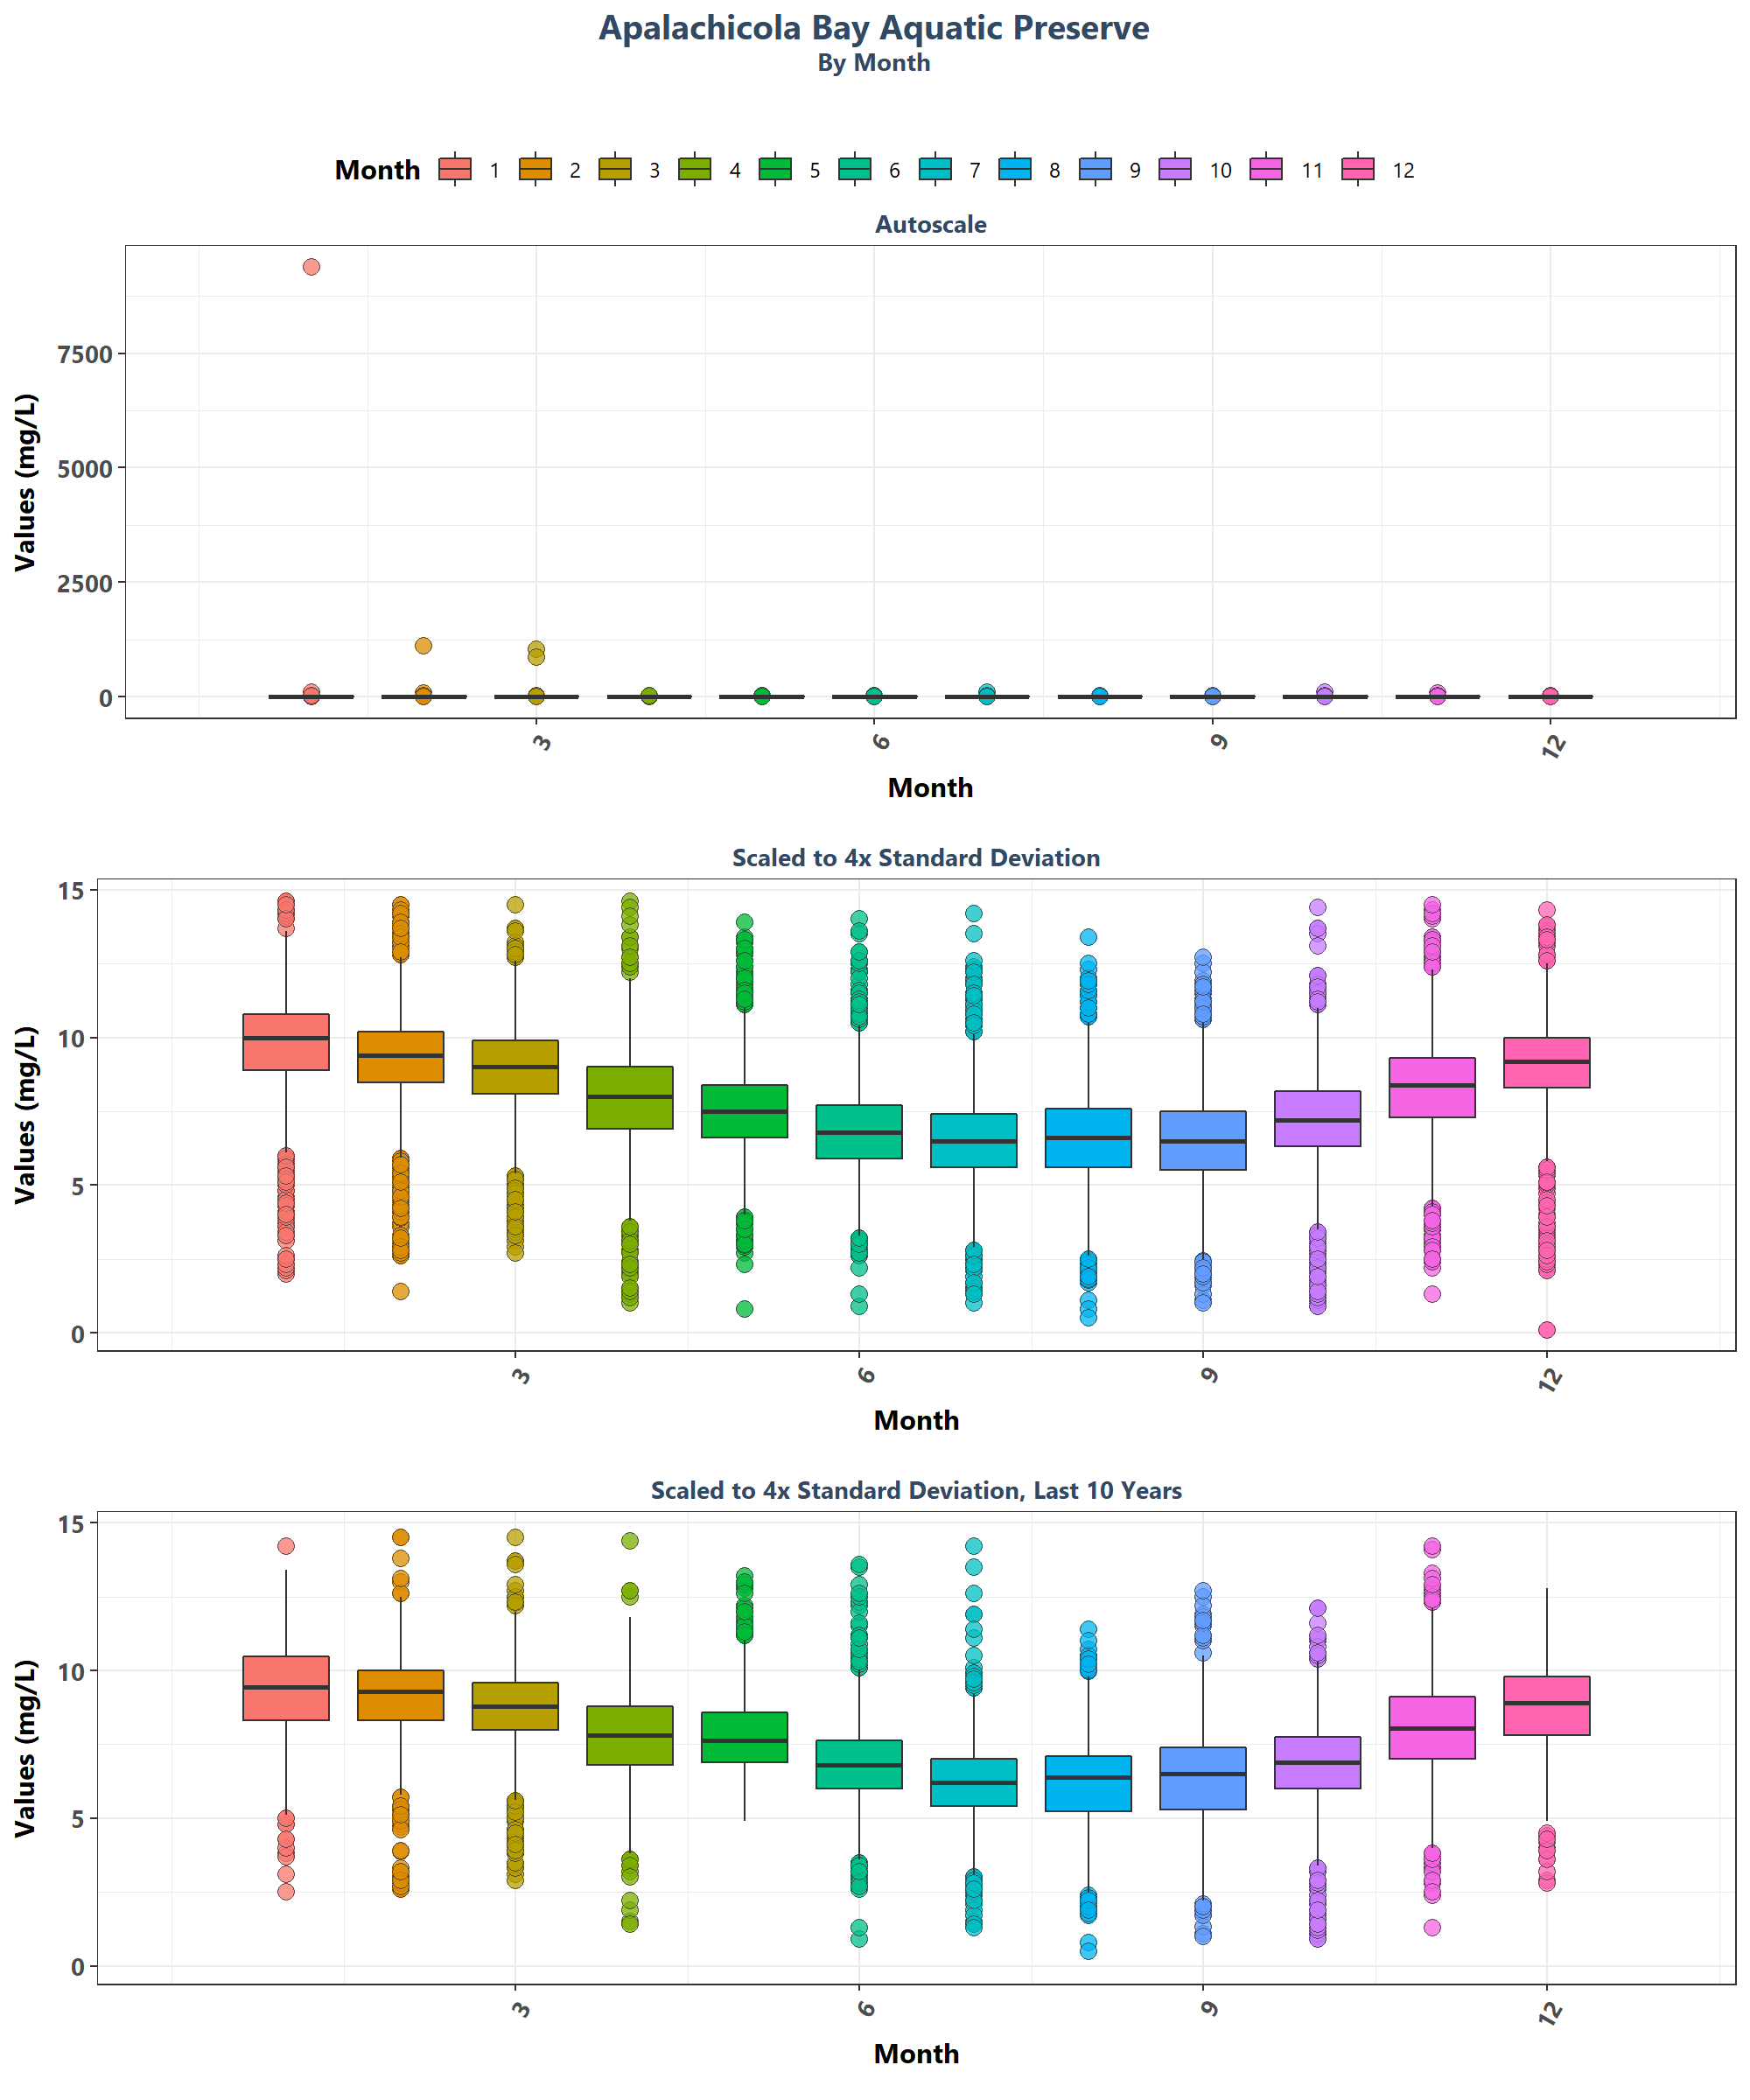 Apalachicola Bay Aquatic Preserve
By Month
Month 1 2 3 4 5 6 7 8 9 10 11 12
Autoscale
Values (mg/L)
7500
5000
2500
0
3 6 9 12
Month
Scaled to 4x Standard Deviation
Values (mg/L)
15
10
5
0
3 6 9 12
Month
Scaled to 4x Standard Deviation, Last 10 Years
Values (mg/L)
15
10
5
0
3 6 9 12
Month